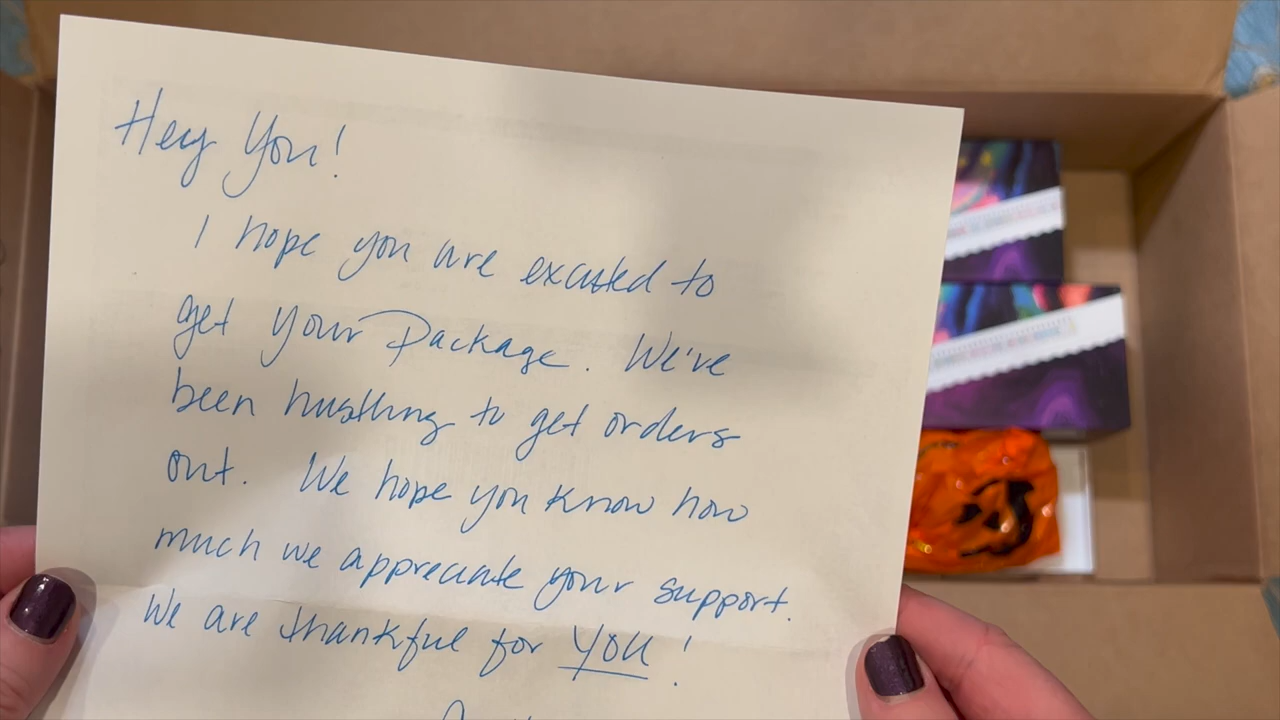 Hey You!
I hope you are excited to
get your package. We've
been hustling to get orders
out. We hope you know how
much we appreciate your support.
We are thankful for YOU!